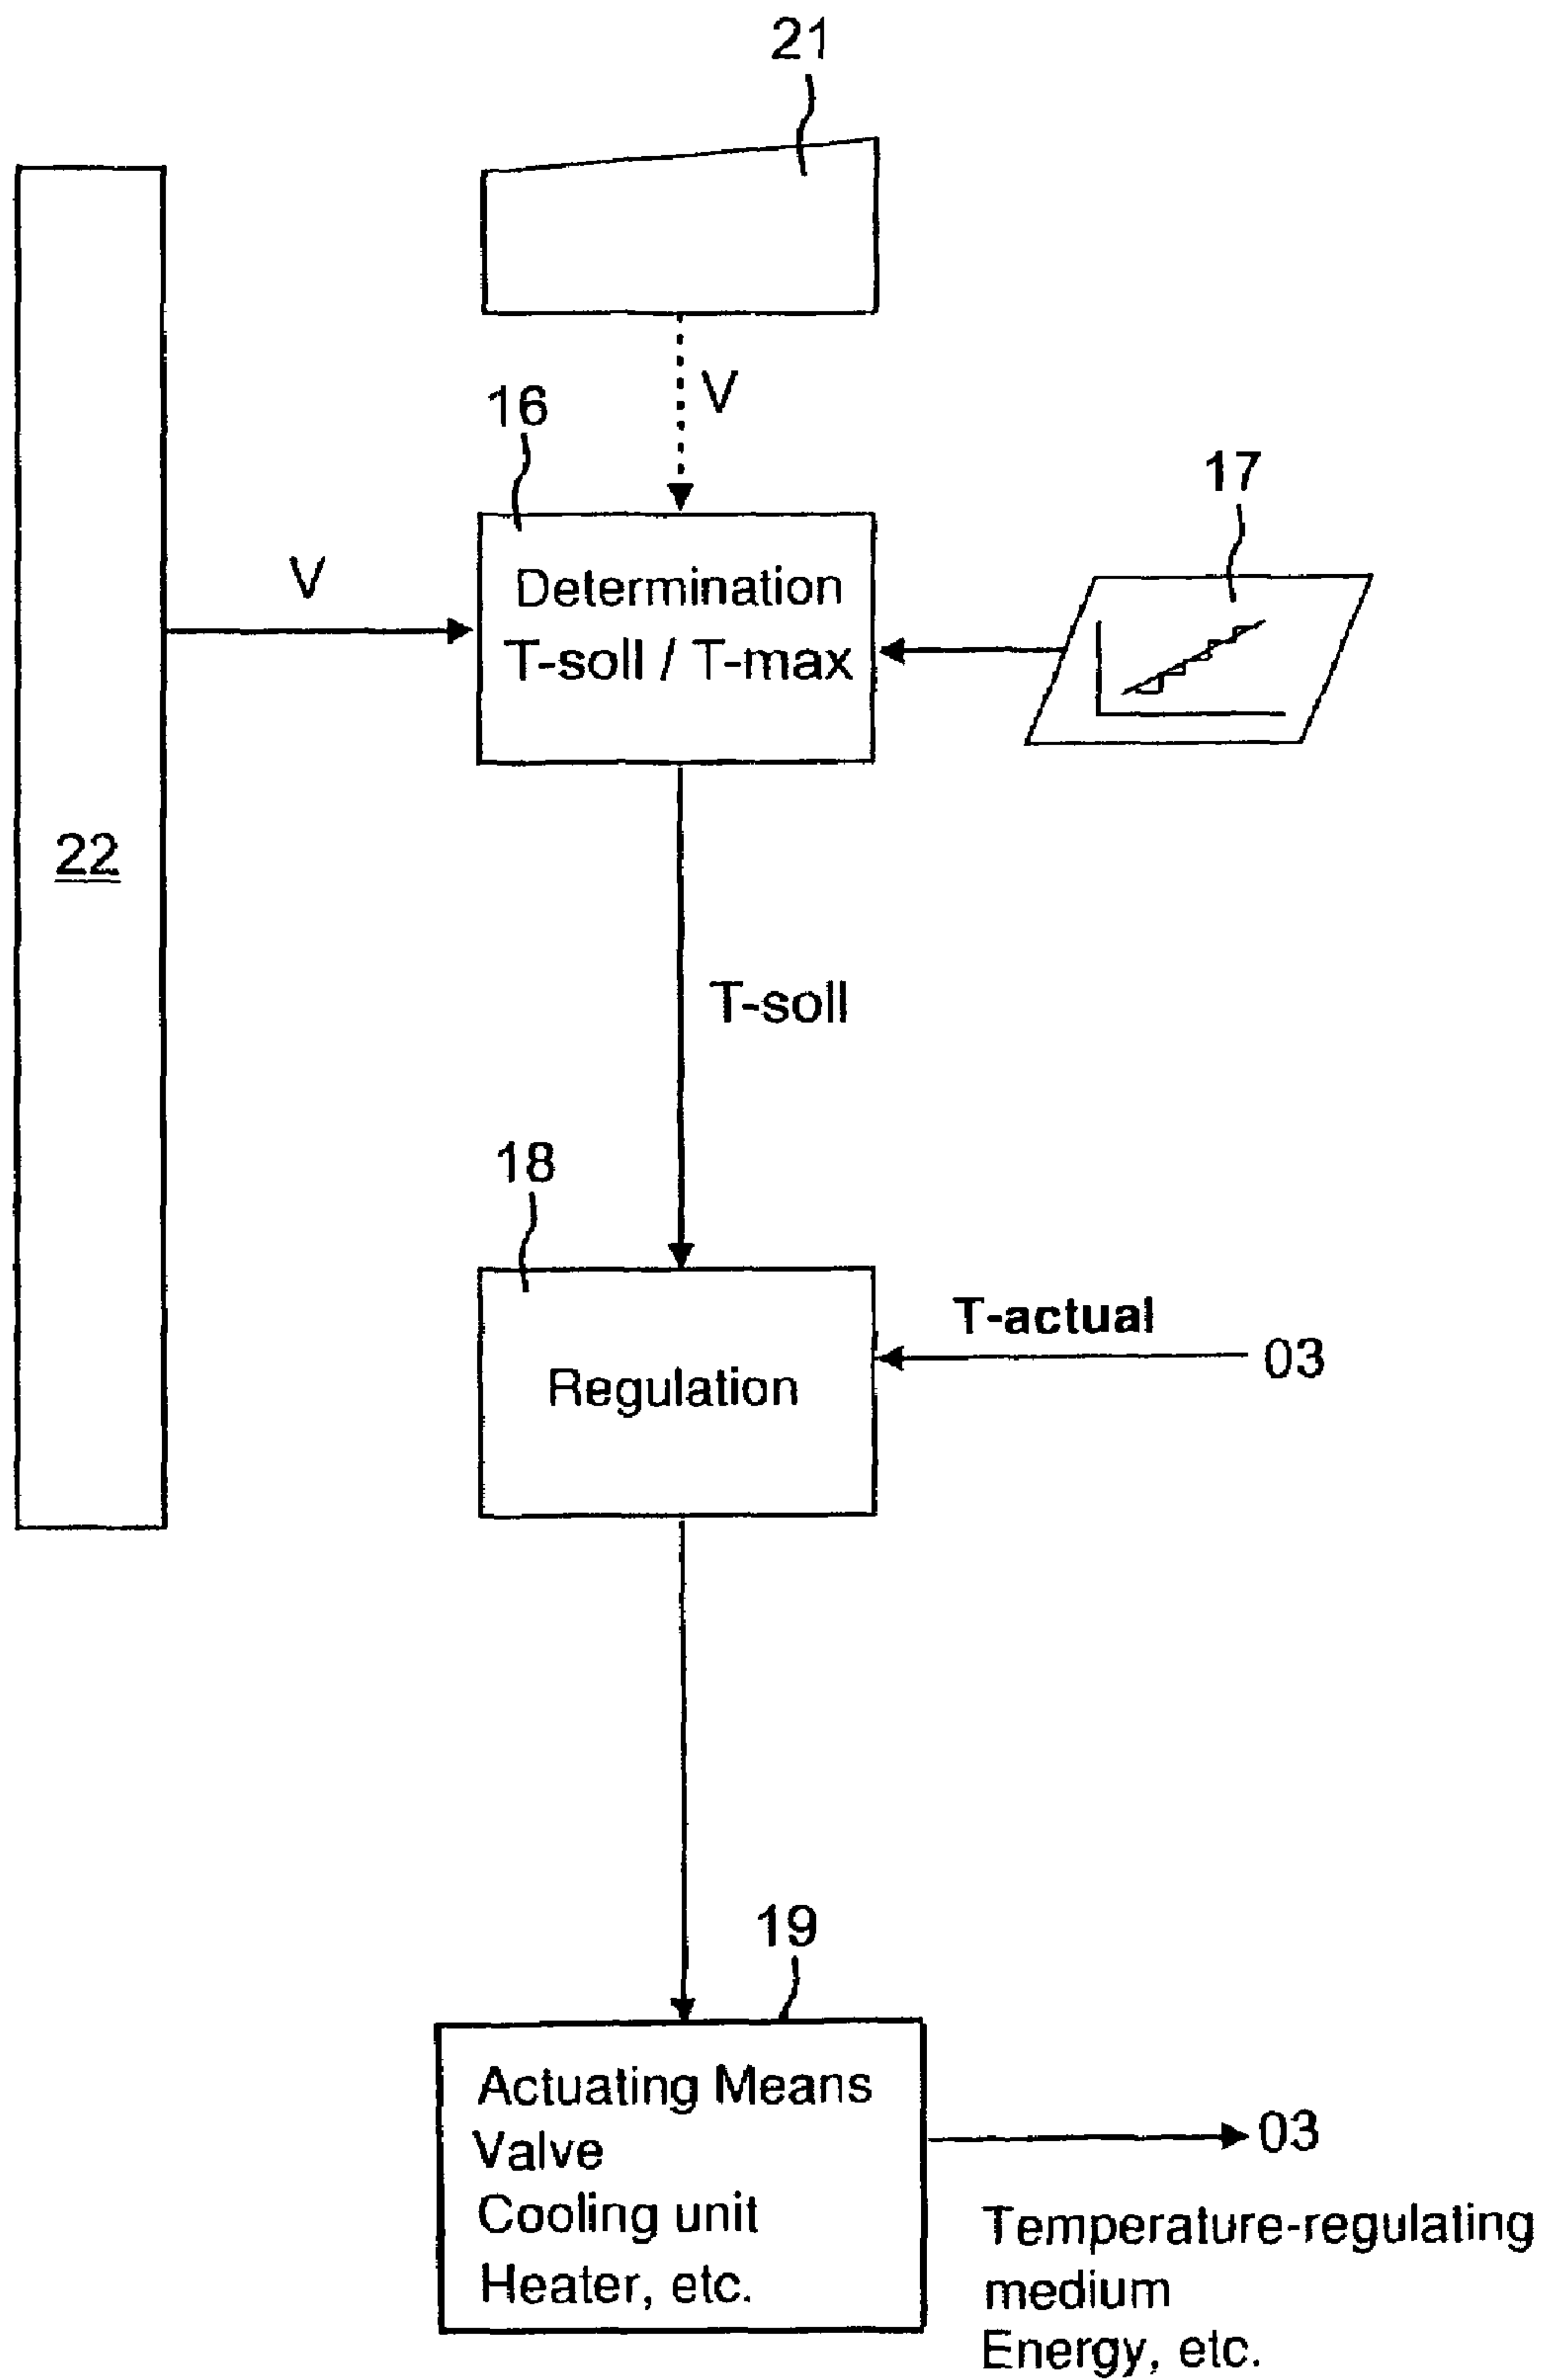 21
V
16
17
V
Determination
T-soll / T-max
22
T-soll
18
T-actual
03
Regulation
19
Actuating Means
Valve
Cooling unit
Heater, etc.
03
Temperature-regulating
medium
Energy, etc.